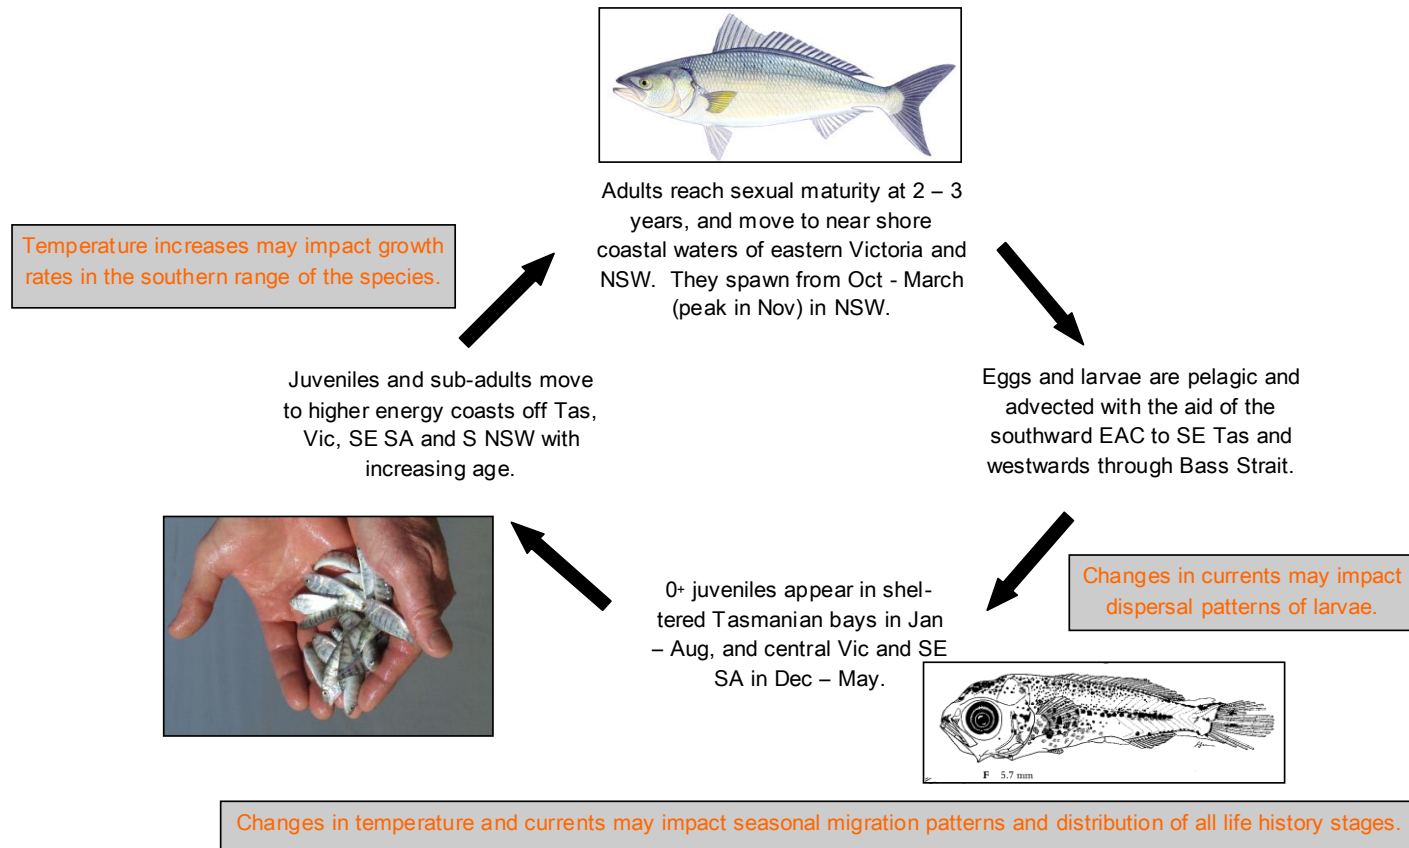 Adults reach sexual maturity at 2 – 3
years, and move to near shore
coastal waters of eastern Victoria and
NSW.  They spawn from Oct - March
(peak in Nov) in NSW.
Temperature increases may impact growth
rates in the southern range of the species.
Juveniles and sub-adults move
to higher energy coasts off Tas,
Vic, SE SA and S NSW with
increasing age.
Eggs and larvae are pelagic and
advected with the aid of the
southward EAC to SE Tas and
westwards through Bass Strait.
Changes in currents may impact
dispersal patterns of larvae.
0+ juveniles appear in shel-
tered Tasmanian bays in Jan
– Aug, and central Vic and SE
SA in Dec – May.
F 5.7 mm
Changes in temperature and currents may impact seasonal migration patterns and distribution of all life history stages.